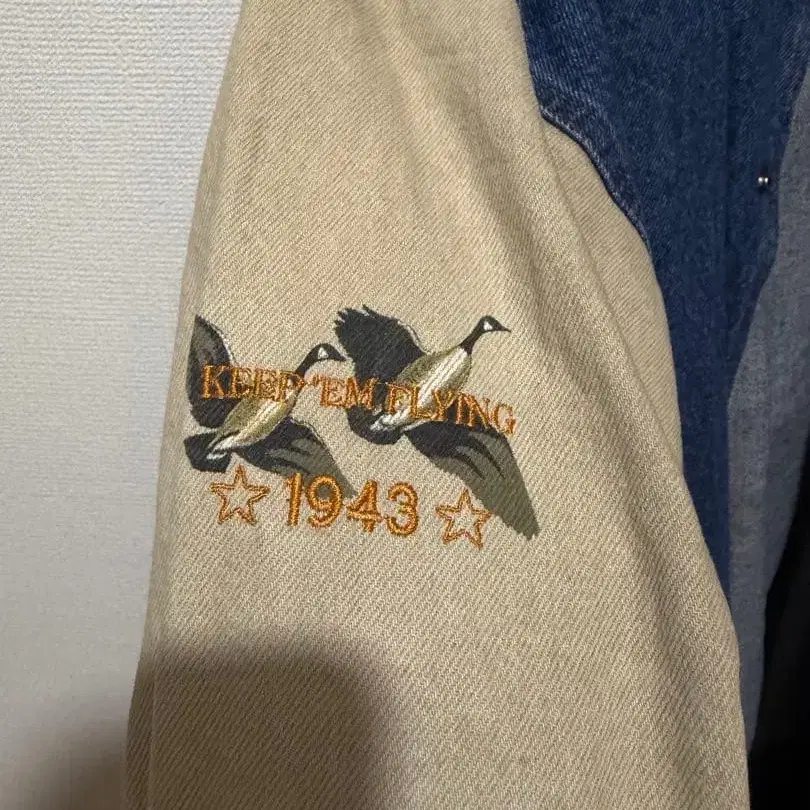 KEEP 'EM FLYING
☆ 1943 ☆